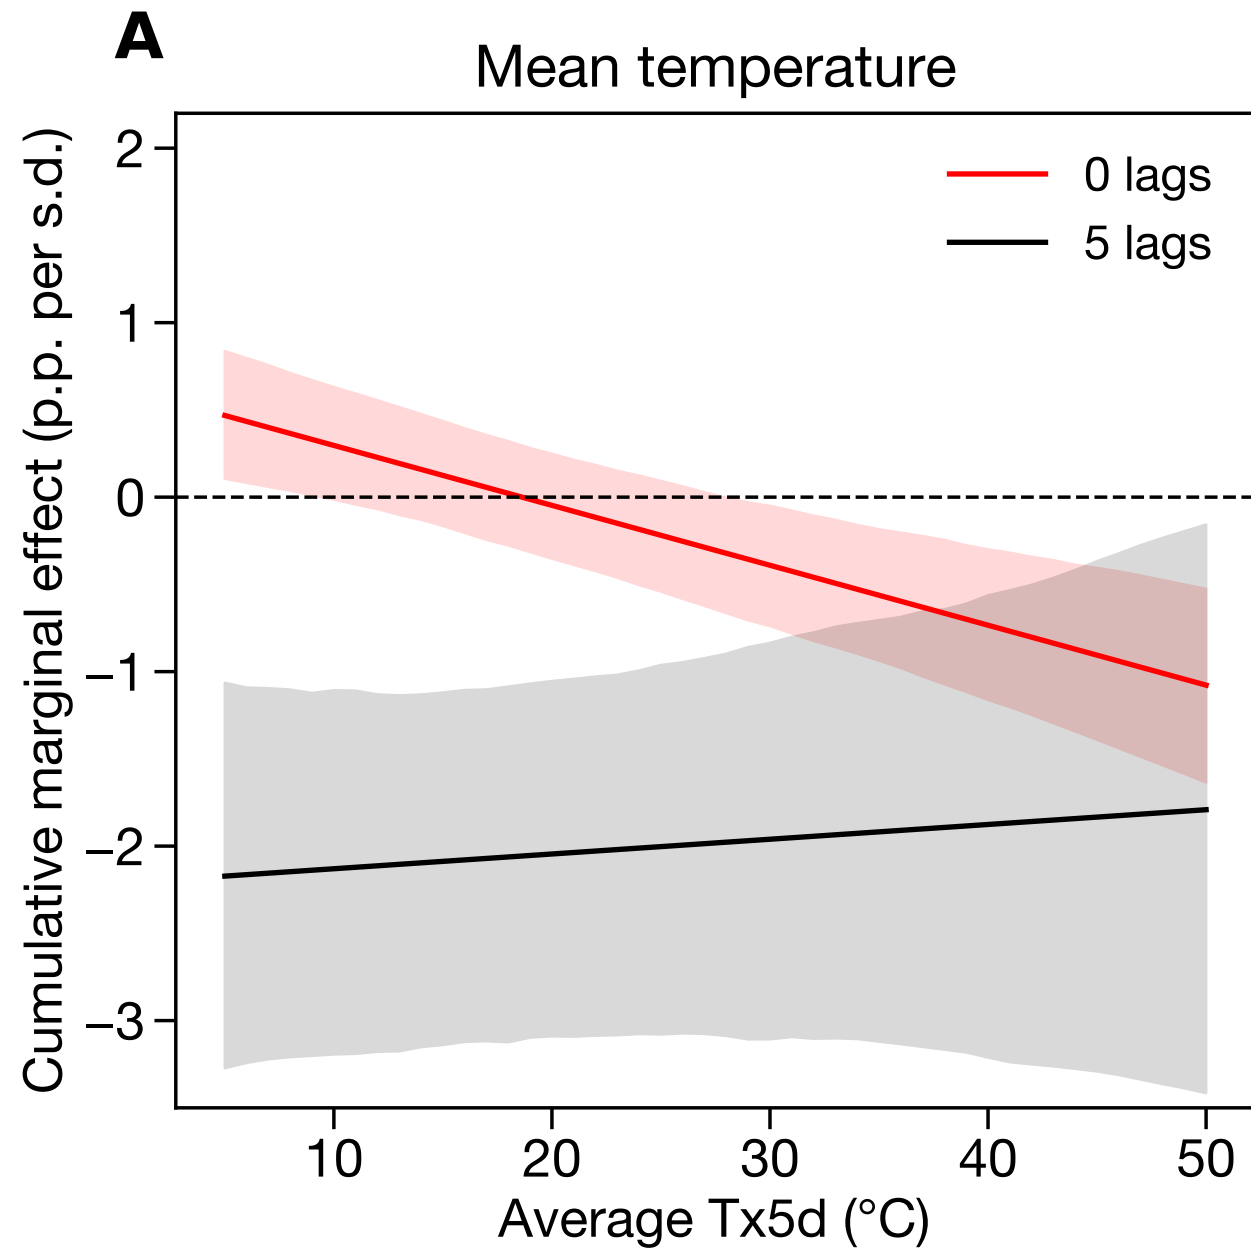 A
Mean temperature
Cumulative marginal effect (p.p. per s.d.)
2
1
0
−1
−2
−3
0 lags
5 lags
10 20 30 40 50
Average Tx5d (°C)